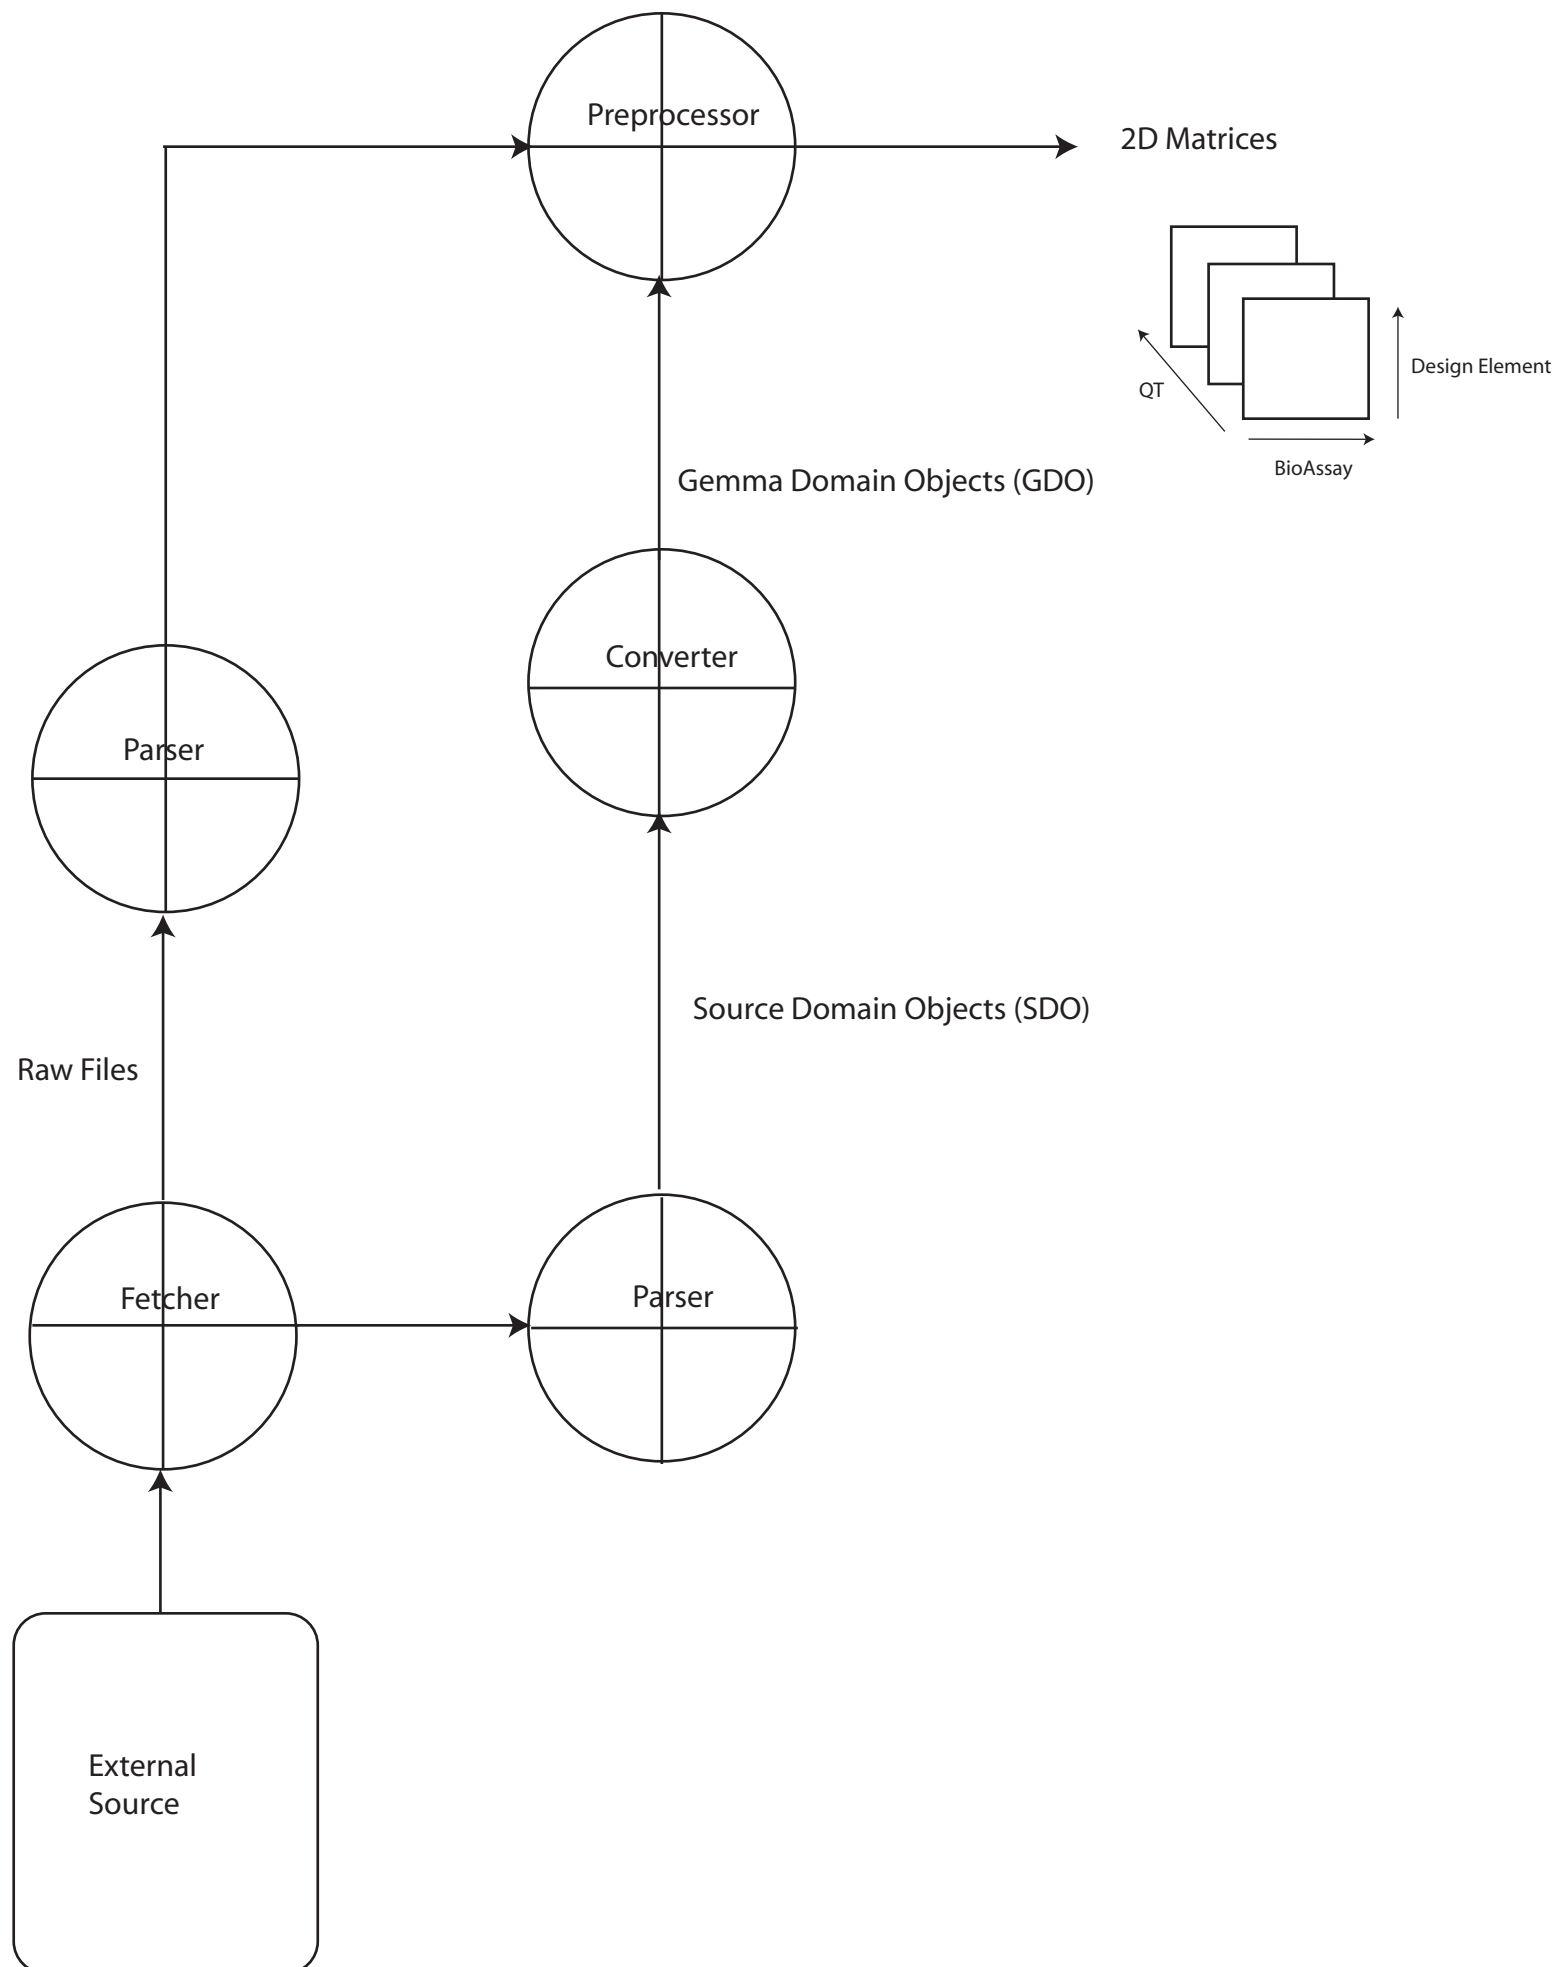 Preprocessor
2D Matrices
Design Element
QT
BioAssay
Gemma Domain Objects (GDO)
Converter
Parser
Source Domain Objects (SDO)
Raw Files
Fetcher
Parser
External
Source